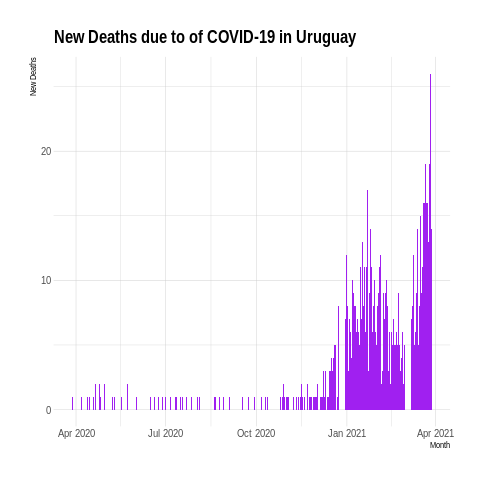 New Deaths due to of COVID-19 in Uruguay
New Deaths
20
10
0
Apr 2020
Jul 2020
Oct 2020
Jan 2021
Apr 2021
Month